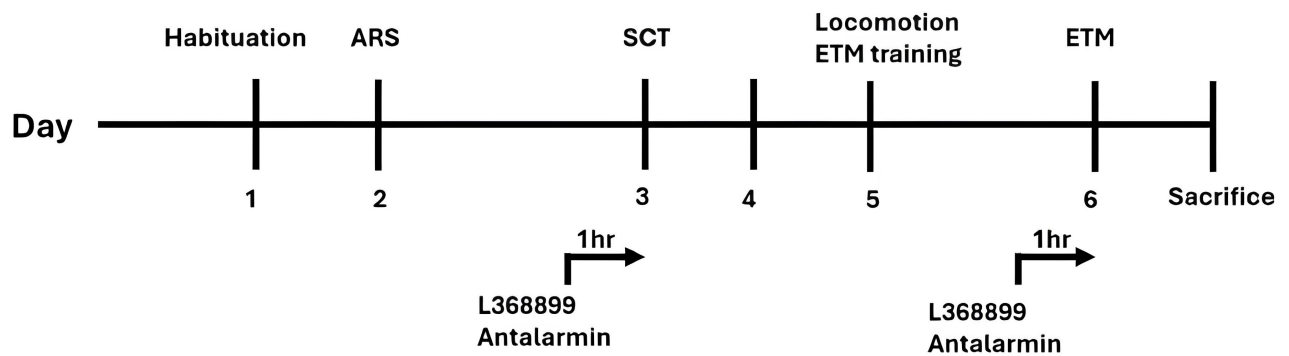 Habituation ARS SCT Locomotion
ETM training ETM
Day
1 2 3 4 5 6 Sacrifice
1hr 1hr
L368899
Antalarmin
L368899
Antalarmin